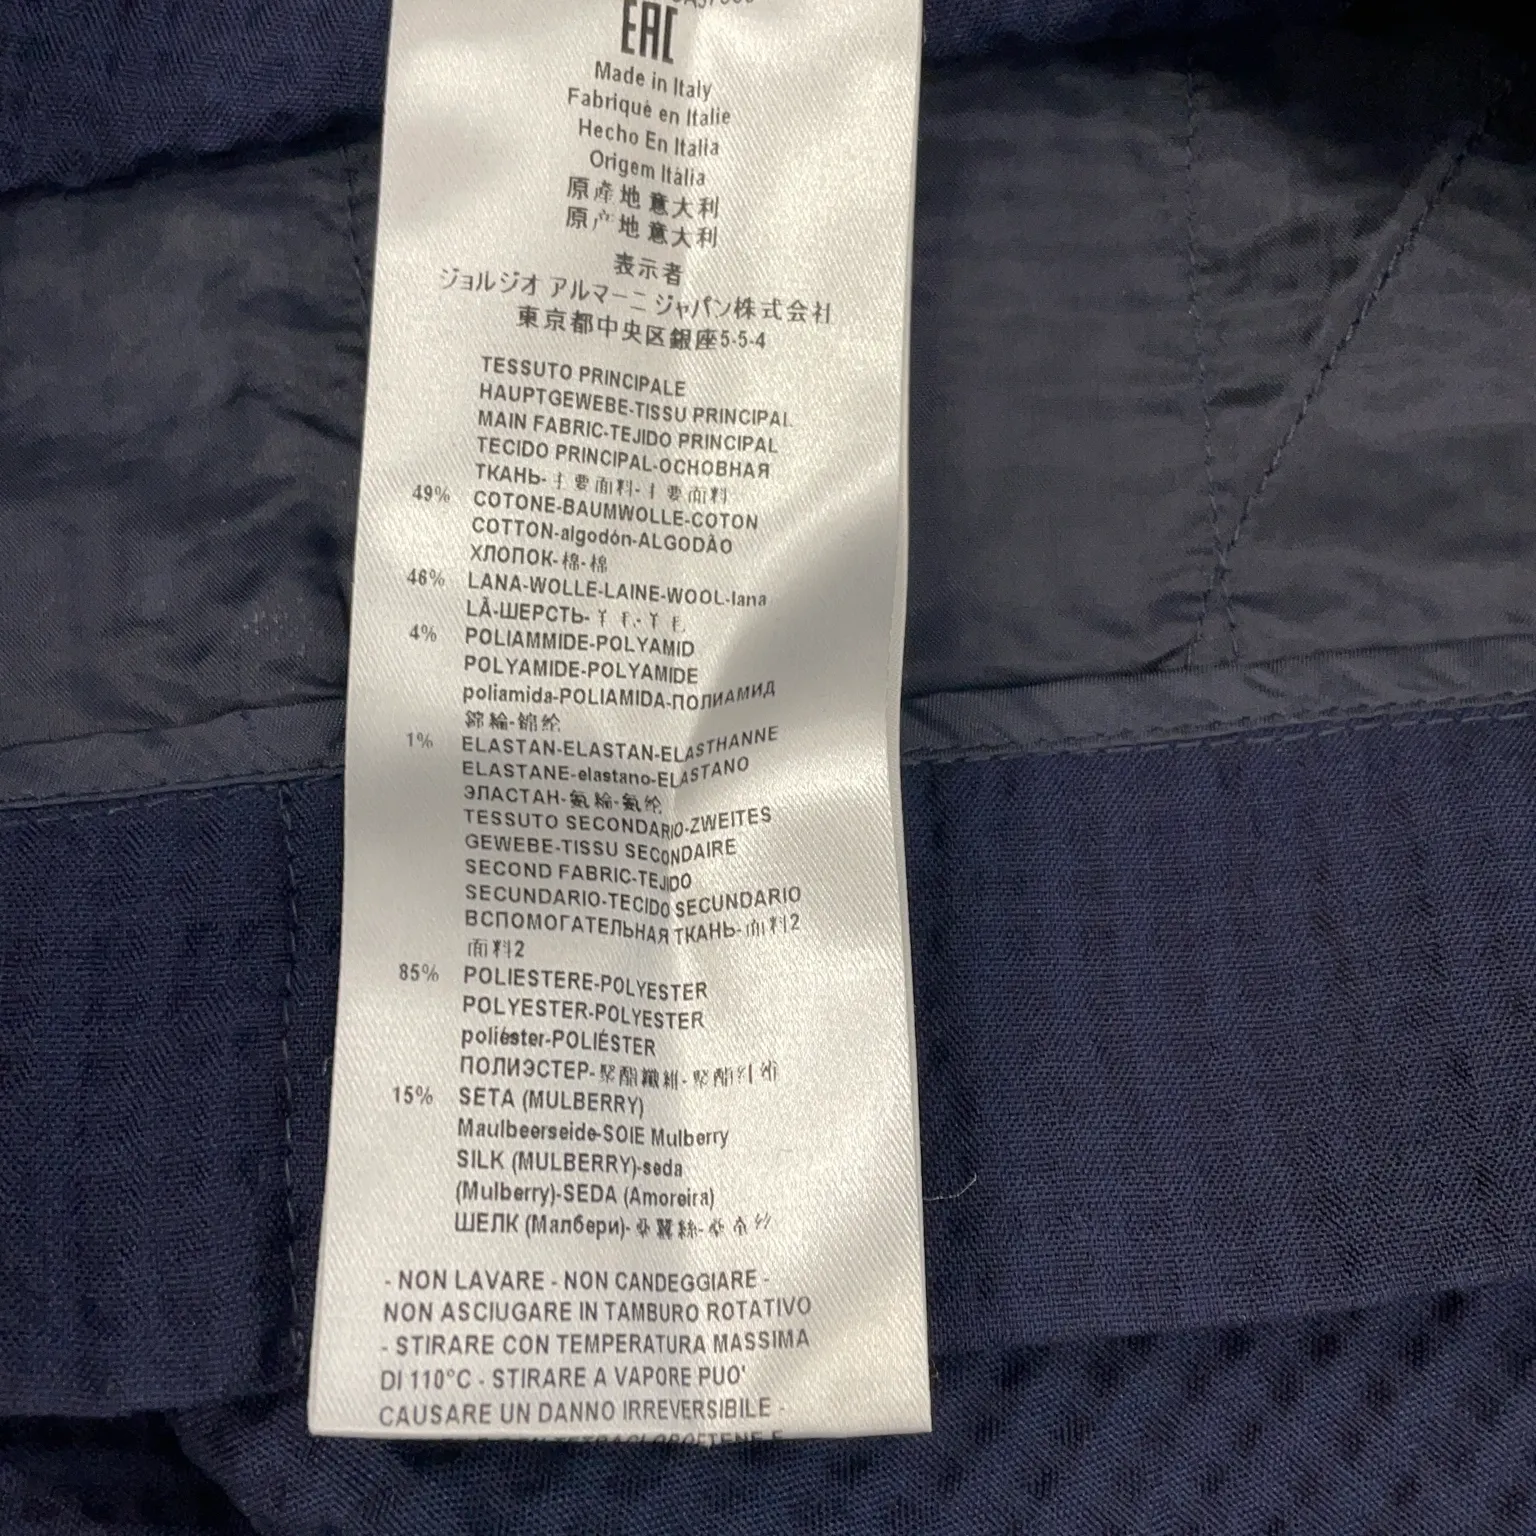 EAC
Made in Italy
Fabriqué en Italie
Hecho En Italia
Origem Itália
原產地 意大利
原产地 意大利
表示者
ジョルジオ アルマーニ ジャパン株式会社
東京都中央区銀座5-5-4
TESSUTO PRINCIPALE
HAUPTGEWEBE-TISSU PRINCIPAL
MAIN FABRIC-TEJIDO PRINCIPAL
TECIDO PRINCIPAL-ОСНОВНАЯ
ТКАНЬ-主要面料-主要面料
49% COTONE-BAUMWOLLE-COTON
COTTON-algodón-ALGODÃO
ХЛОПОК-棉-棉
46% LANA-WOLLE-LAINE-WOOL-lana
LÃ-ШЕРСТЬ-羊毛-羊毛
4% POLIAMMIDE-POLYAMID
POLYAMIDE-POLYAMIDE
poliamida-POLIAMIDA-ПОЛИАМИД
錦綸-锦纶
1% ELASTAN-ELASTAN-ELASTHANNE
ELASTANE-elastano-ELASTANO
ЭЛАСТАН-氨綸-氨纶
TESSUTO SECONDARIO-ZWEITES
GEWEBE-TISSU SECONDAIRE
SECOND FABRIC-TEJIDO
SECUNDARIO-TECIDO SECUNDARIO
ВСПОМОГАТЕЛЬНАЯ ТКАНЬ-面料2
面料2
85% POLIESTERE-POLYESTER
POLYESTER-POLYESTER
poliéster-POLIÉSTER
ПОЛИЭСТЕР-聚酯纖維-聚酯纤维
15% SETA (MULBERRY)
Maulbeerseide-SOIE Mulberry
SILK (MULBERRY)-seda
(Mulberry)-SEDA (Amoreira)
ШЕЛК (Малбери)-桑蠶絲-桑蚕丝
- NON LAVARE - NON CANDEGGIARE -
NON ASCIUGARE IN TAMBURO ROTATIVO
- STIRARE CON TEMPERATURA MASSIMA
DI 110°C - STIRARE A VAPORE PUO'
CAUSARE UN DANNO IRREVERSIBILE -